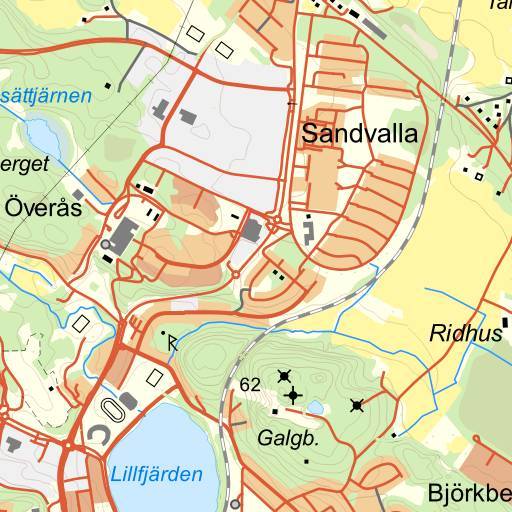 sättjärnen
Sandvalla
erget
Överås
Ridhus
62
Galgb.
Lillfjärden
Björkbe